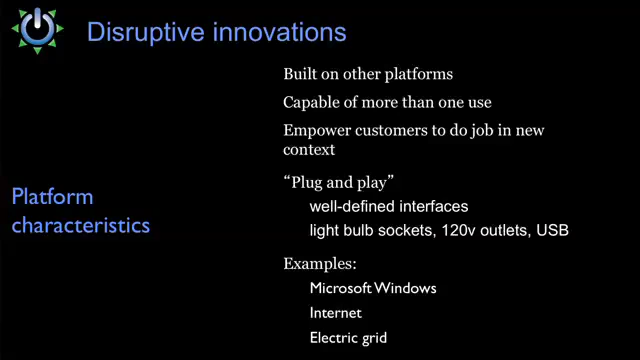 Disruptive innovations
Platform
characteristics
Built on other platforms
Capable of more than one use
Empower customers to do job in new
context
“Plug and play”
well-defined interfaces
light bulb sockets, 120v outlets, USB
Examples:
Microsoft Windows
Internet
Electric grid